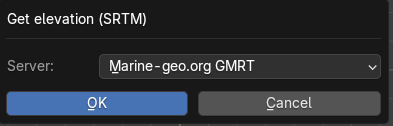 Get elevation (SRTM)
Server: Marine-geo.org GMRT
OK Cancel